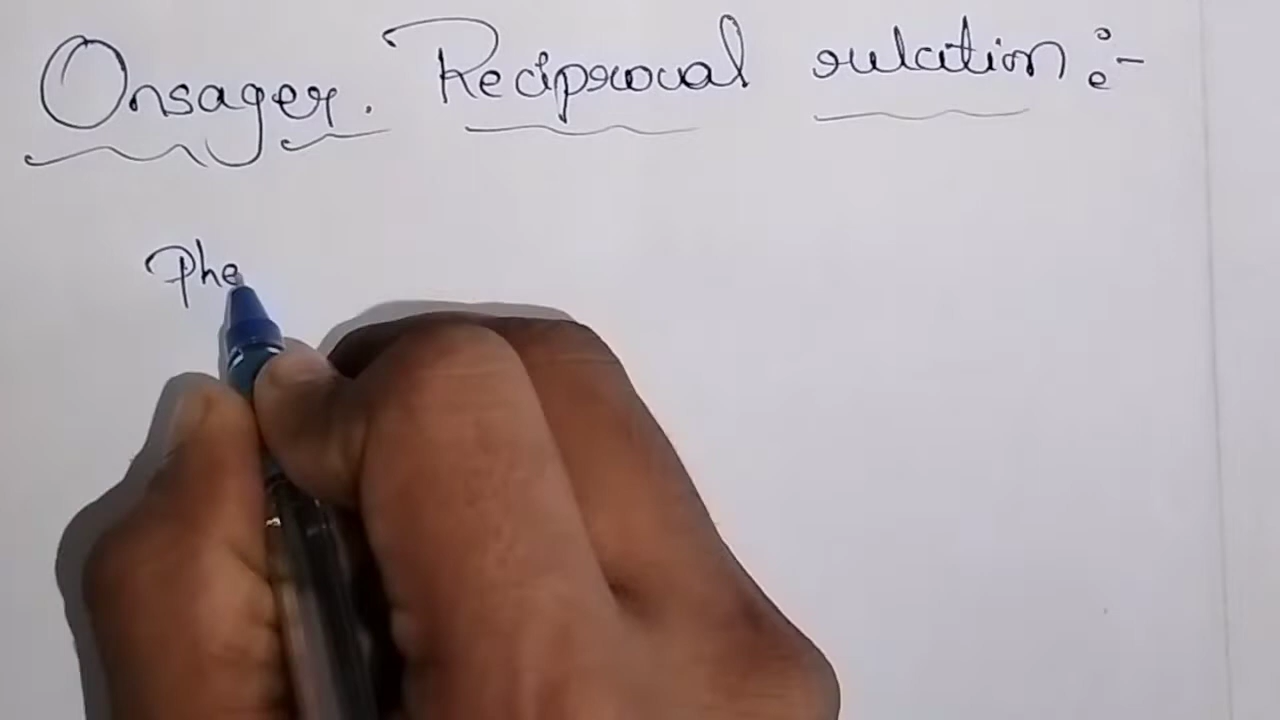 Onsager. Reciprocal relation :-
Phe